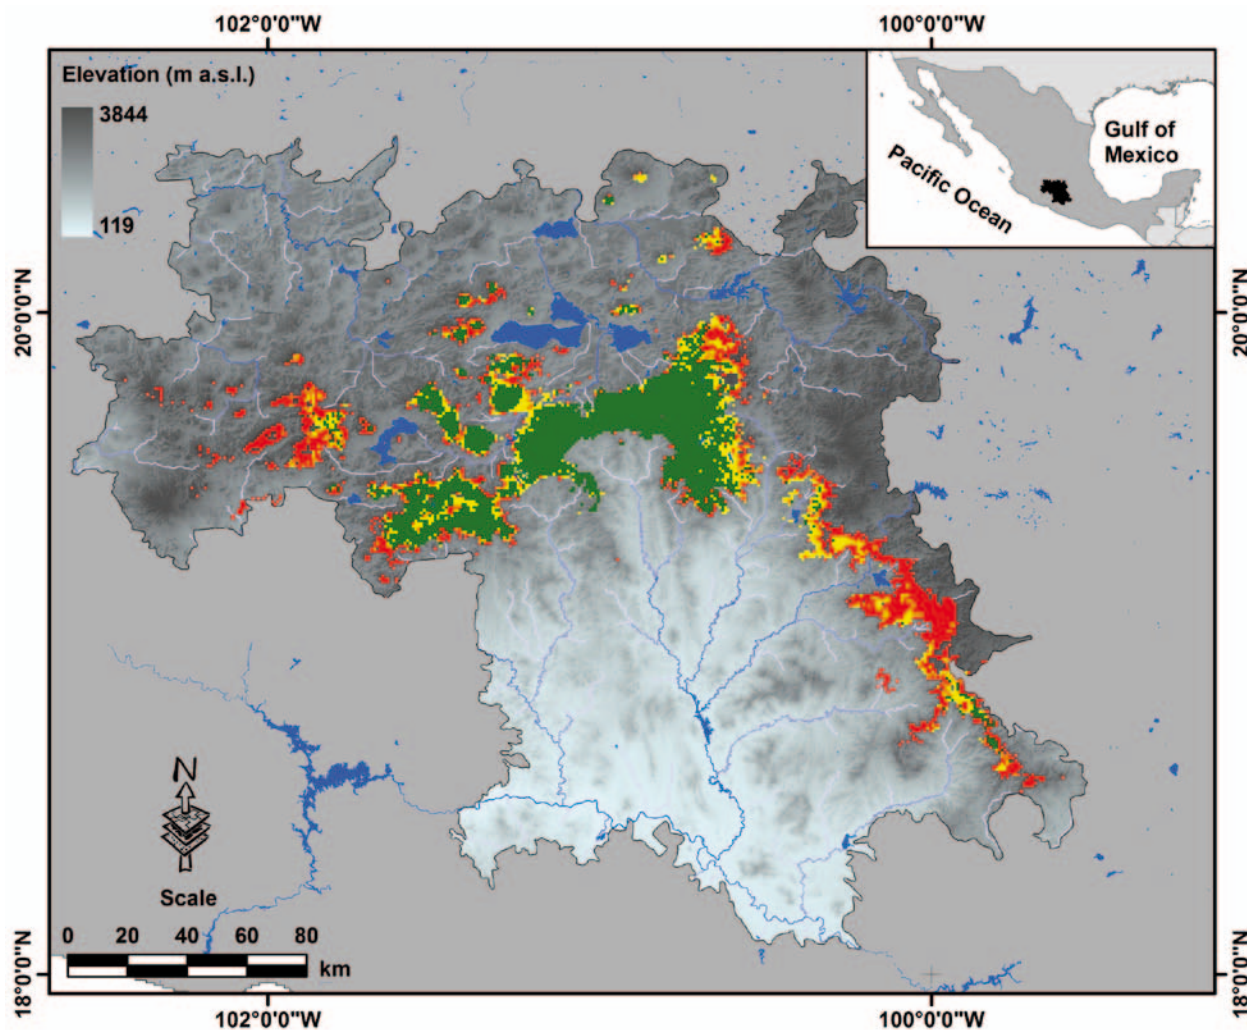 102°0'0"W
100°0'0"W
Elevation (m a.s.l.)
3844
119
Gulf of
Mexico
Pacific Ocean
20°0'0"N
20°0'0"N
N
Scale
0 20 40 60 80
km
18°0'0"N
18°0'0"N
102°0'0"W
100°0'0"W